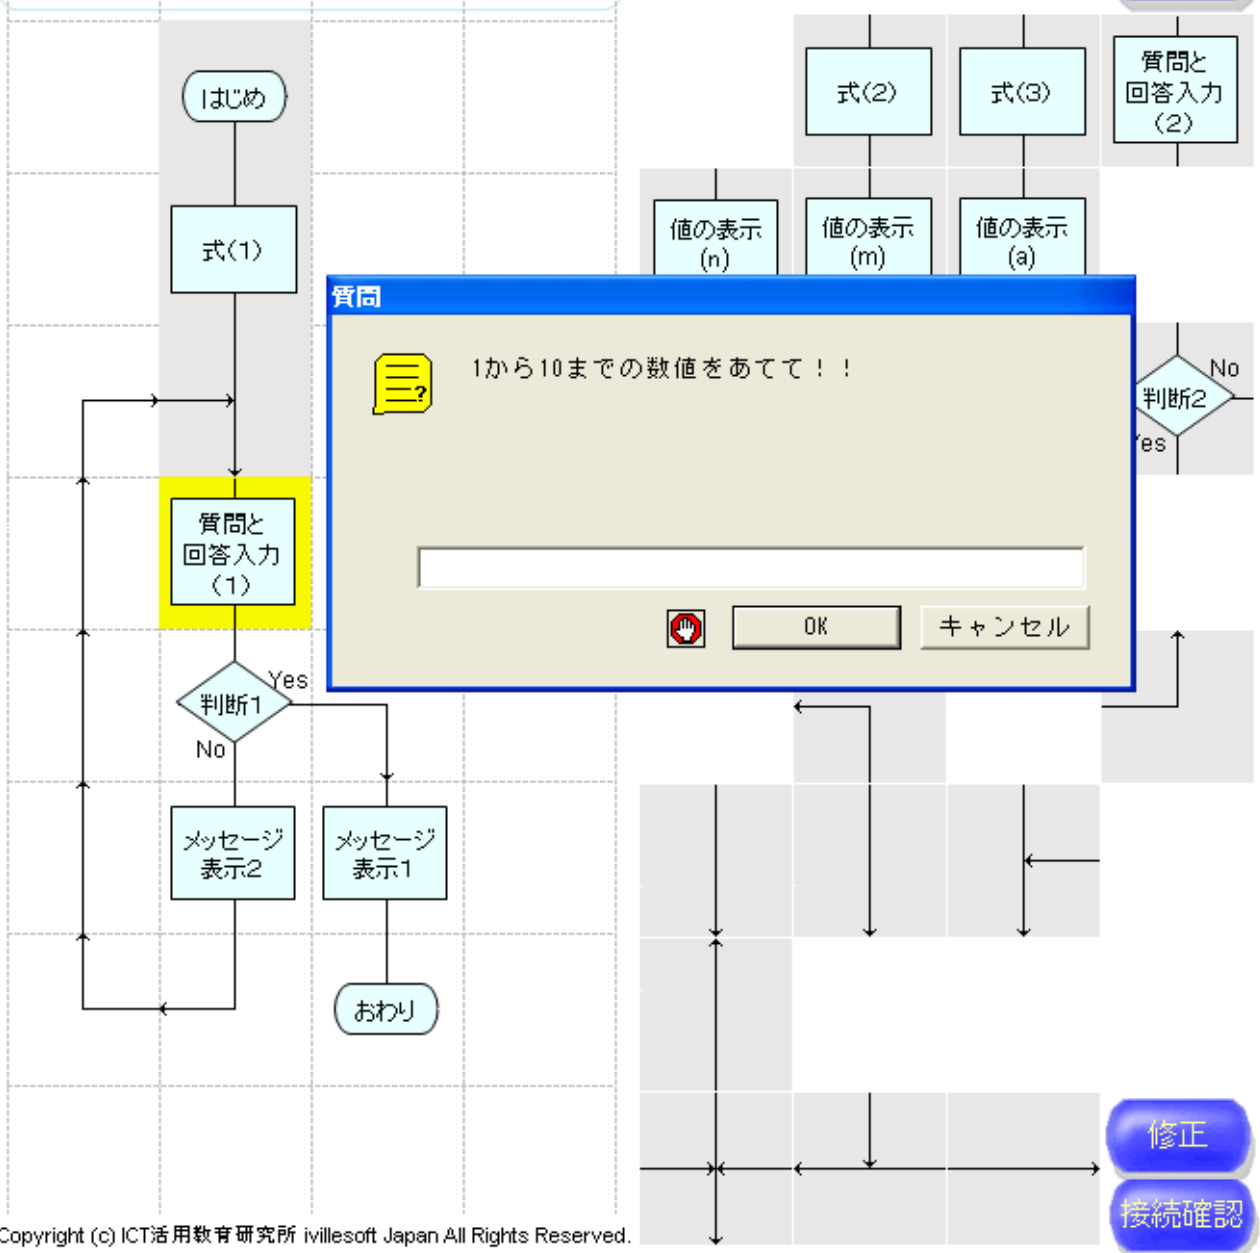 はじめ
式(1)
質問と
回答入力
(1)
判断1
Yes
No
メッセージ
表示2
メッセージ
表示1
おわり
式(2)
式(3)
質問と
回答入力
(2)
値の表示
(n)
値の表示
(m)
値の表示
(a)
質問
1から10までの数値をあてて！！
?
OK
キャンセル
No
判断2
Yes
修正
接続確認
Copyright (c) ICT活用教育研究所 ivillesoft Japan All Rights Reserved.